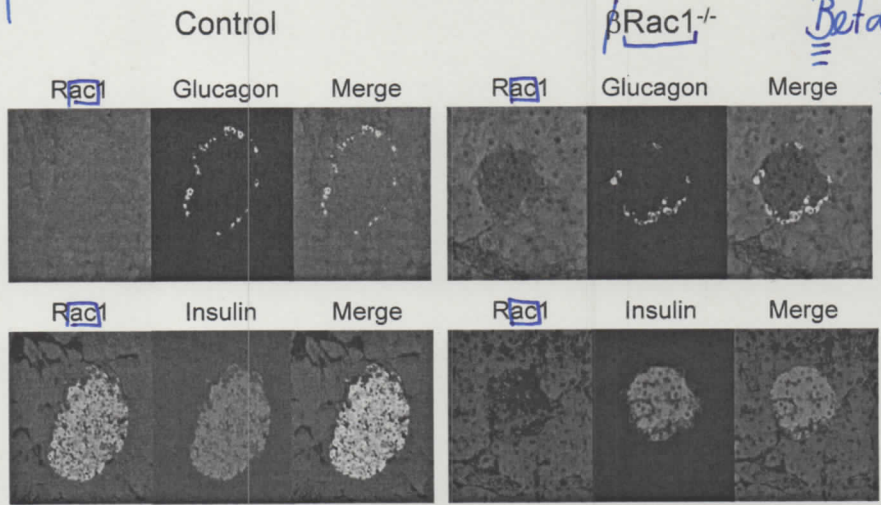 Control βRac1-/- Beta
Rac1 Glucagon Merge Rac1 Glucagon Merge
Rac1 Insulin Merge Rac1 Insulin Merge